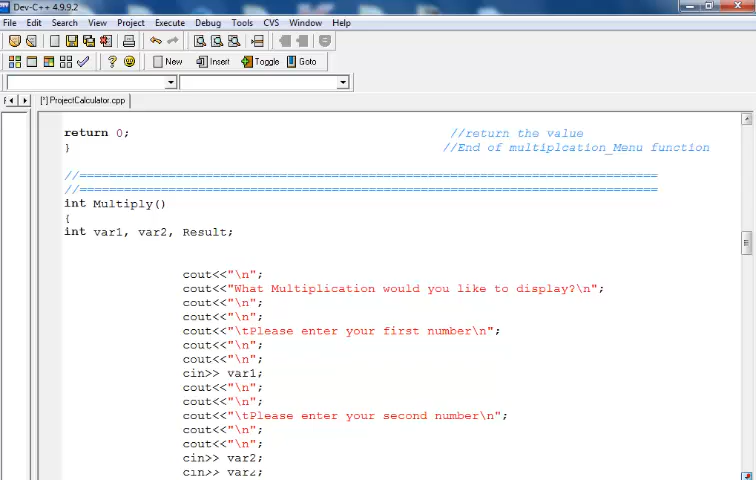 Dev-C++ 4.9.9.2
File Edit Search View Project Execute Debug Tools CVS Window Help
New Insert Toggle Goto
[*] ProjectCalculator.cpp
return 0; //return the value
} //End of multiplcation_Menu function
//==============================================================================
//==============================================================================
int Multiply()
{
int var1, var2, Result;
cout<<"\n";
cout<<"What Multiplication would you like to display?\n";
cout<<"\n";
cout<<"\n";
cout<<"\tPlease enter your first number\n";
cout<<"\n";
cout<<"\n";
cin>> var1;
cout<<"\n";
cout<<"\n";
cout<<"\tPlease enter your second number\n";
cout<<"\n";
cout<<"\n";
cin>> var2;
cin>> var2;